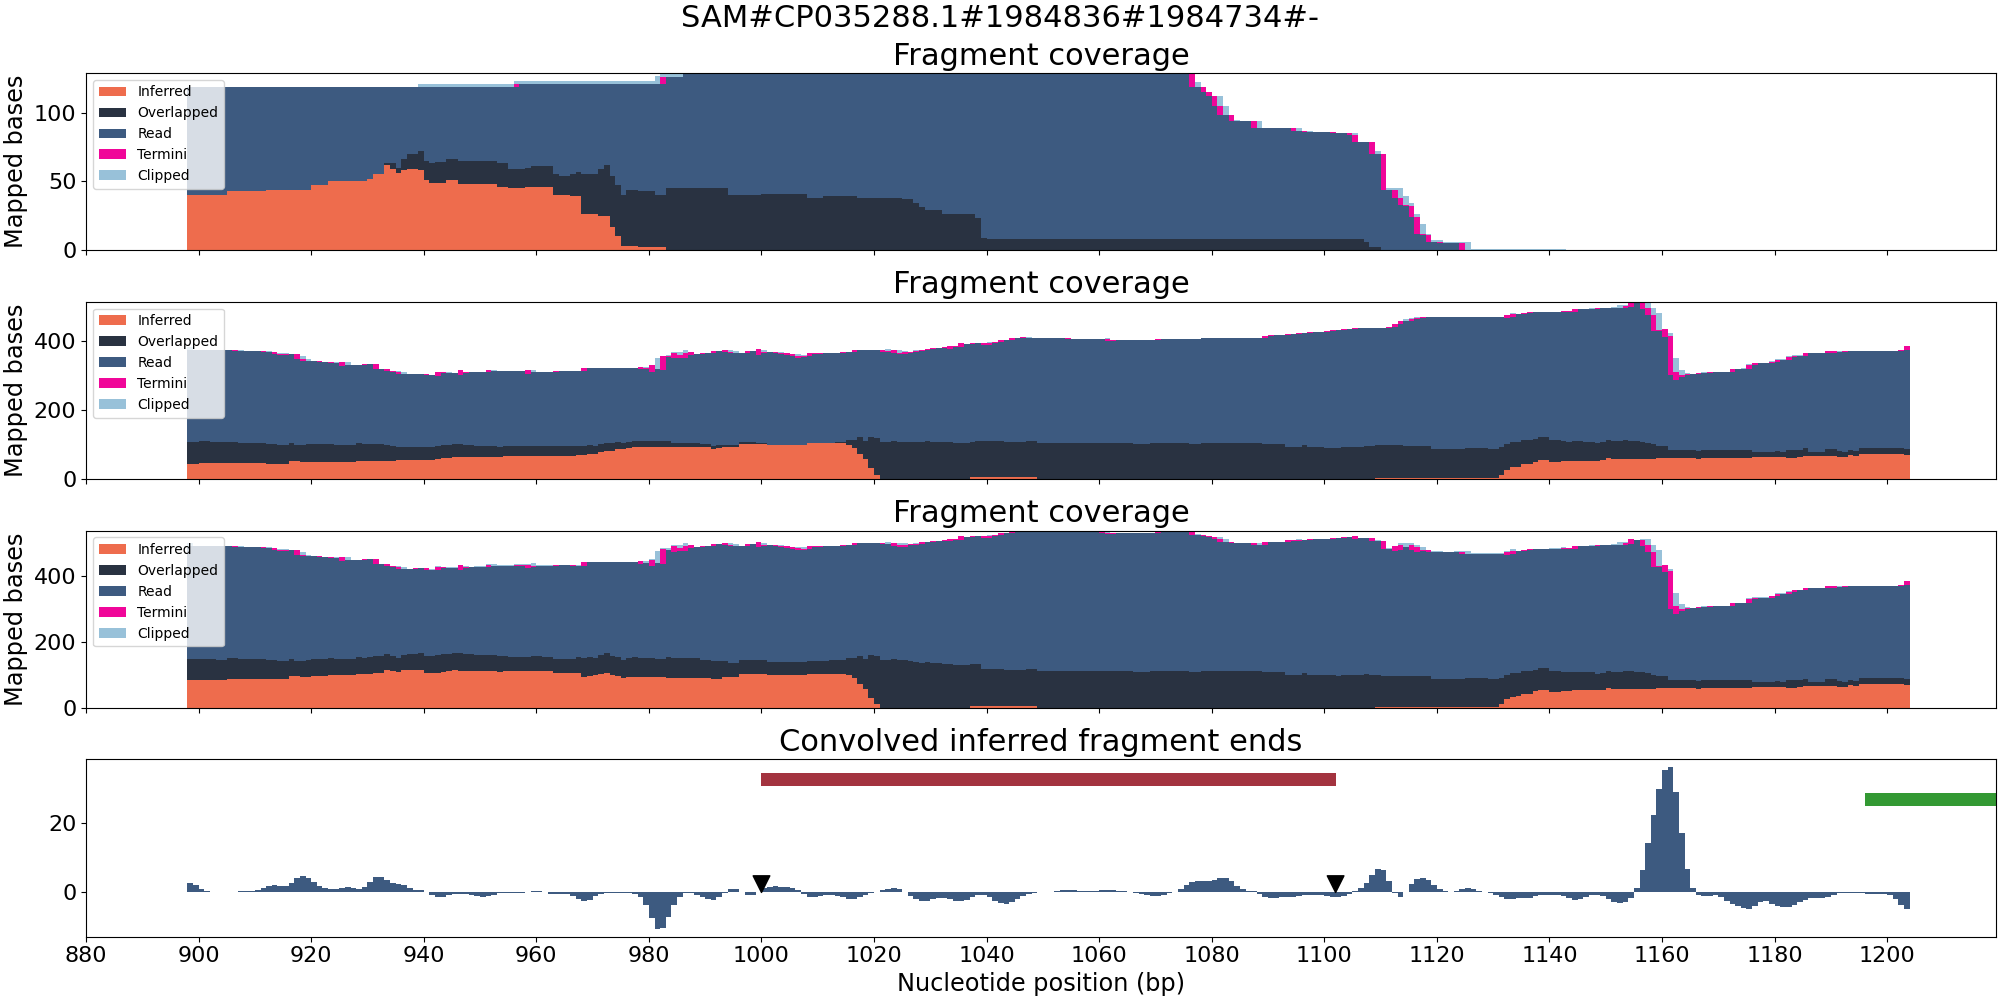 SAM#CP035288.1#1984836#1984734#-
Fragment coverage
Mapped bases
100
50
0
Inferred
Overlapped
Read
Termini
Clipped
Fragment coverage
Mapped bases
400
200
0
Inferred
Overlapped
Read
Termini
Clipped
Fragment coverage
Mapped bases
400
200
0
Inferred
Overlapped
Read
Termini
Clipped
Convolved inferred fragment ends
20
0
880 900 920 940 960 980 1000 1020 1040 1060 1080 1100 1120 1140 1160 1180 1200
Nucleotide position (bp)